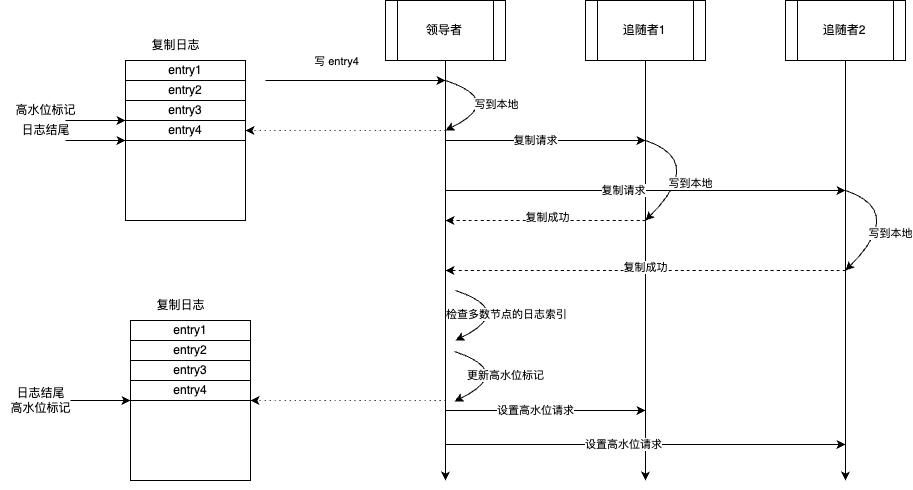 领导者
追随者1
追随者2
复制日志
entry1
entry2
entry3
entry4
高水位标记
日志结尾
写 entry4
写到本地
复制请求
写到本地
复制请求
复制成功
写到本地
复制成功
复制日志
entry1
entry2
entry3
entry4
日志结尾
高水位标记
检查多数节点的日志索引
更新高水位标记
设置高水位请求
设置高水位请求